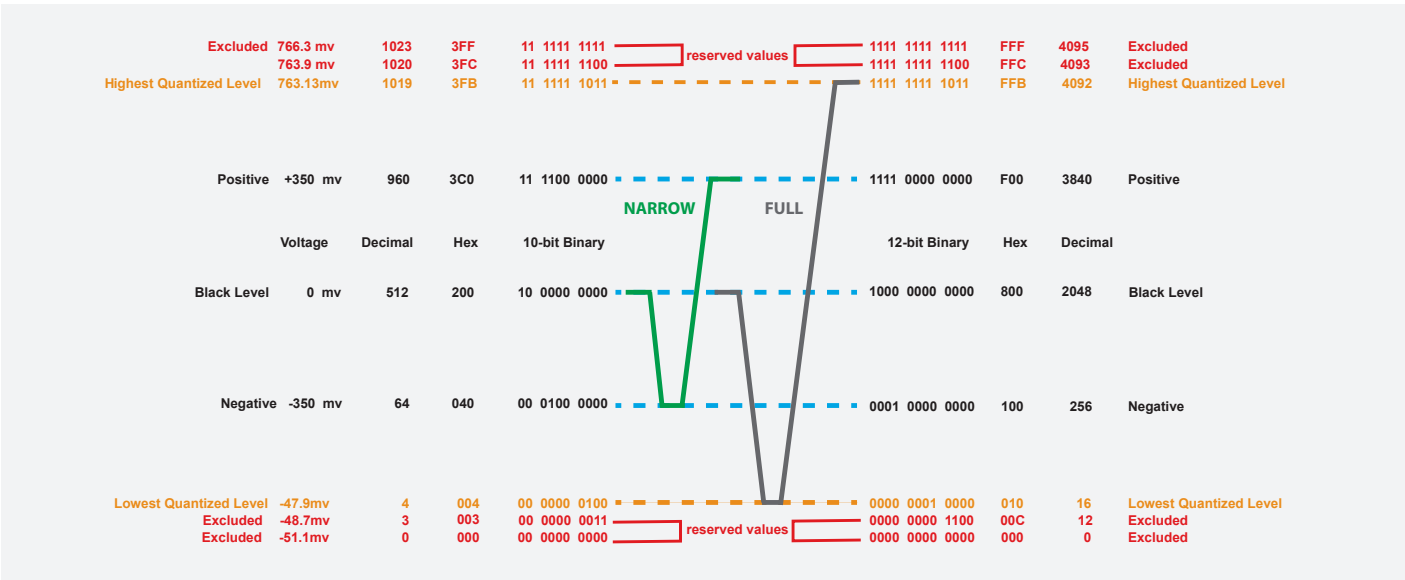 Excluded 766.3 mv 1023 3FF 11 1111 1111 reserved values 1111 1111 1111 FFF 4095 Excluded
763.9 mv 1020 3FC 11 1111 1100 1111 1111 1100 FFC 4093 Excluded
Highest Quantized Level 763.13mv 1019 3FB 11 1111 1011 1111 1111 1011 FFB 4092 Highest Quantized Level
Positive +350 mv 960 3C0 11 1100 0000 1111 0000 0000 F00 3840 Positive
NARROW FULL
Voltage Decimal Hex 10-bit Binary 12-bit Binary Hex Decimal
Black Level 0 mv 512 200 10 0000 0000 1000 0000 0000 800 2048 Black Level
Negative -350 mv 64 040 00 0100 0000 0001 0000 0000 100 256 Negative
Lowest Quantized Level -47.9mv 4 004 00 0000 0100 0000 0001 0000 010 16 Lowest Quantized Level
Excluded -48.7mv 3 003 00 0000 0011 reserved values 0000 0000 1100 00C 12 Excluded
Excluded -51.1mv 0 000 00 0000 0000 0000 0000 0000 000 0 Excluded